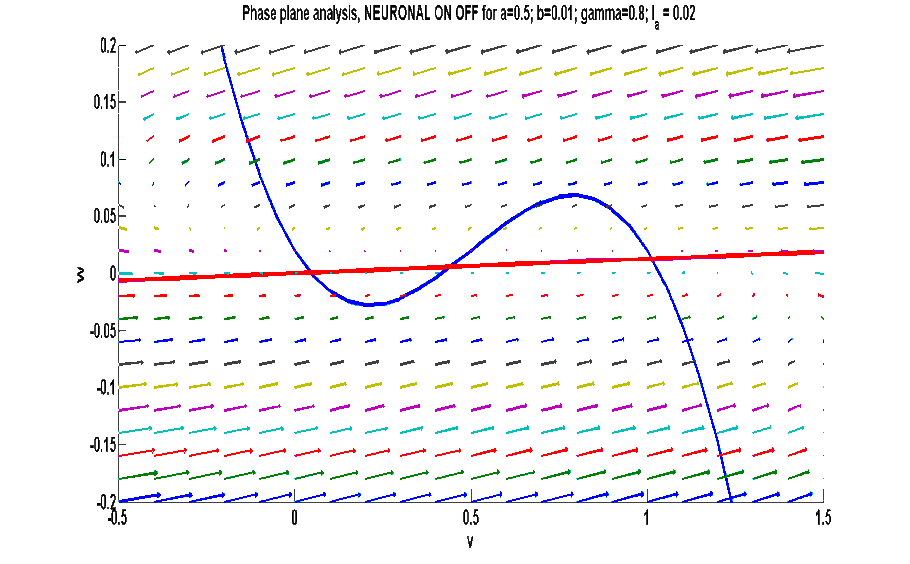 Phase plane analysis, NEURONAL ON OFF for a=0.5; b=0.01; gamma=0.8; I_a = 0.02
0.2
0.15
0.1
0.05
w
0
-0.05
-0.1
-0.15
-0.2
-0.5 0 0.5 1 1.5
v